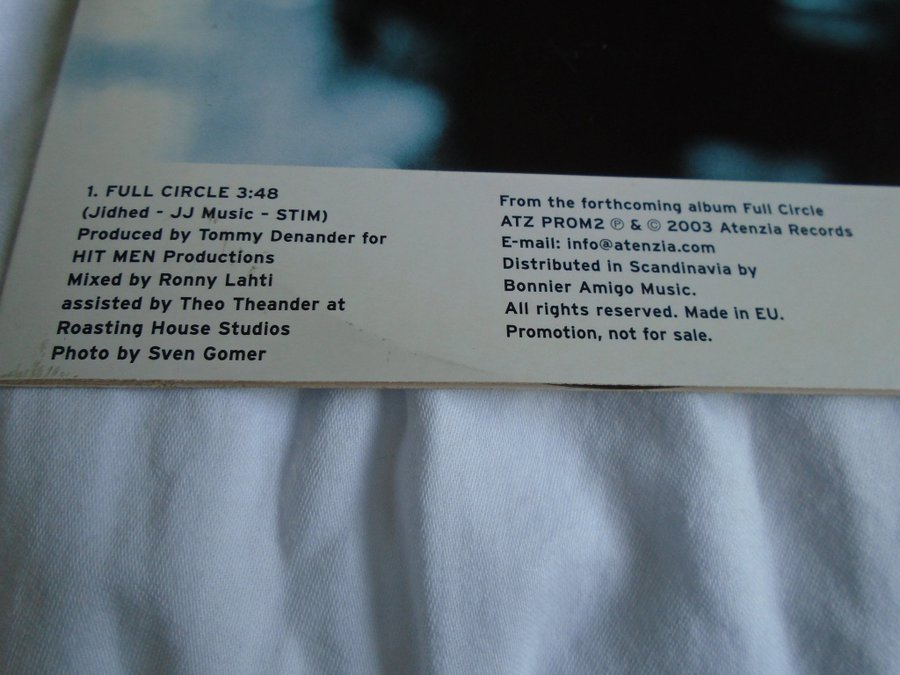 1. FULL CIRCLE 3:48
(Jidhed - JJ Music - STIM)
Produced by Tommy Denander for
HIT MEN Productions
Mixed by Ronny Lahti
assisted by Theo Theander at
Roasting House Studios
Photo by Sven Gomer
From the forthcoming album Full Circle
ATZ PROM2 ℗ & © 2003 Atenzia Records
E-mail: info@atenzia.com
Distributed in Scandinavia by
Bonnier Amigo Music.
All rights reserved. Made in EU.
Promotion, not for sale.